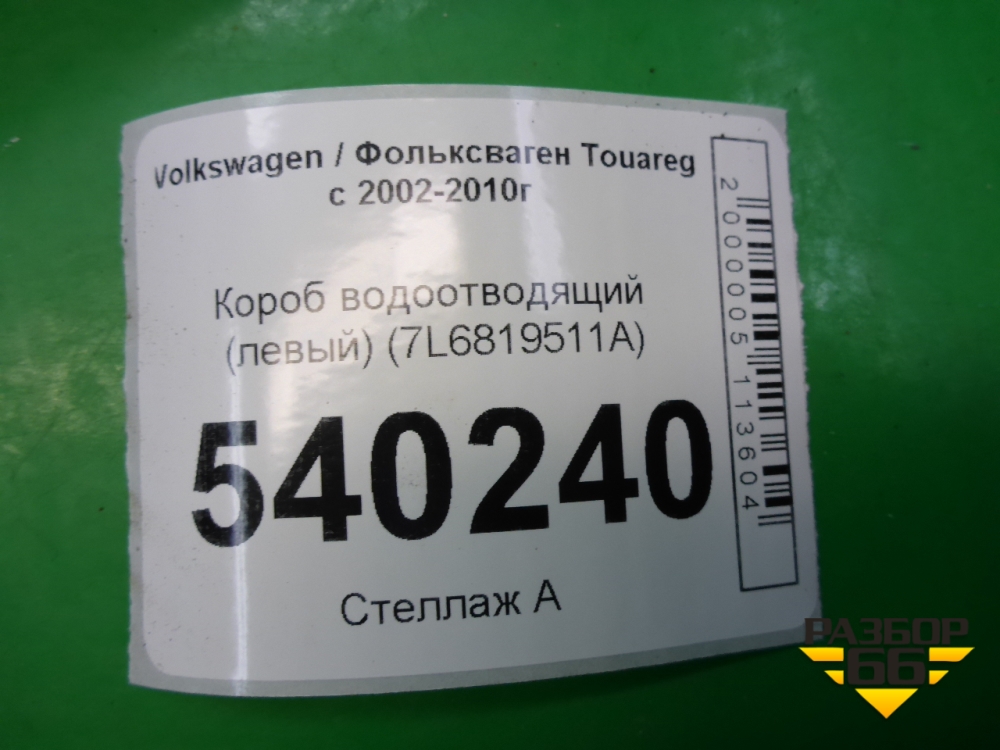 Volkswagen / Фольксваген Touareg
с 2002-2010г
Короб водоотводящий
(левый) (7L6819511A)
540240
Стеллаж А
2000005113604
РАЗБОР
66